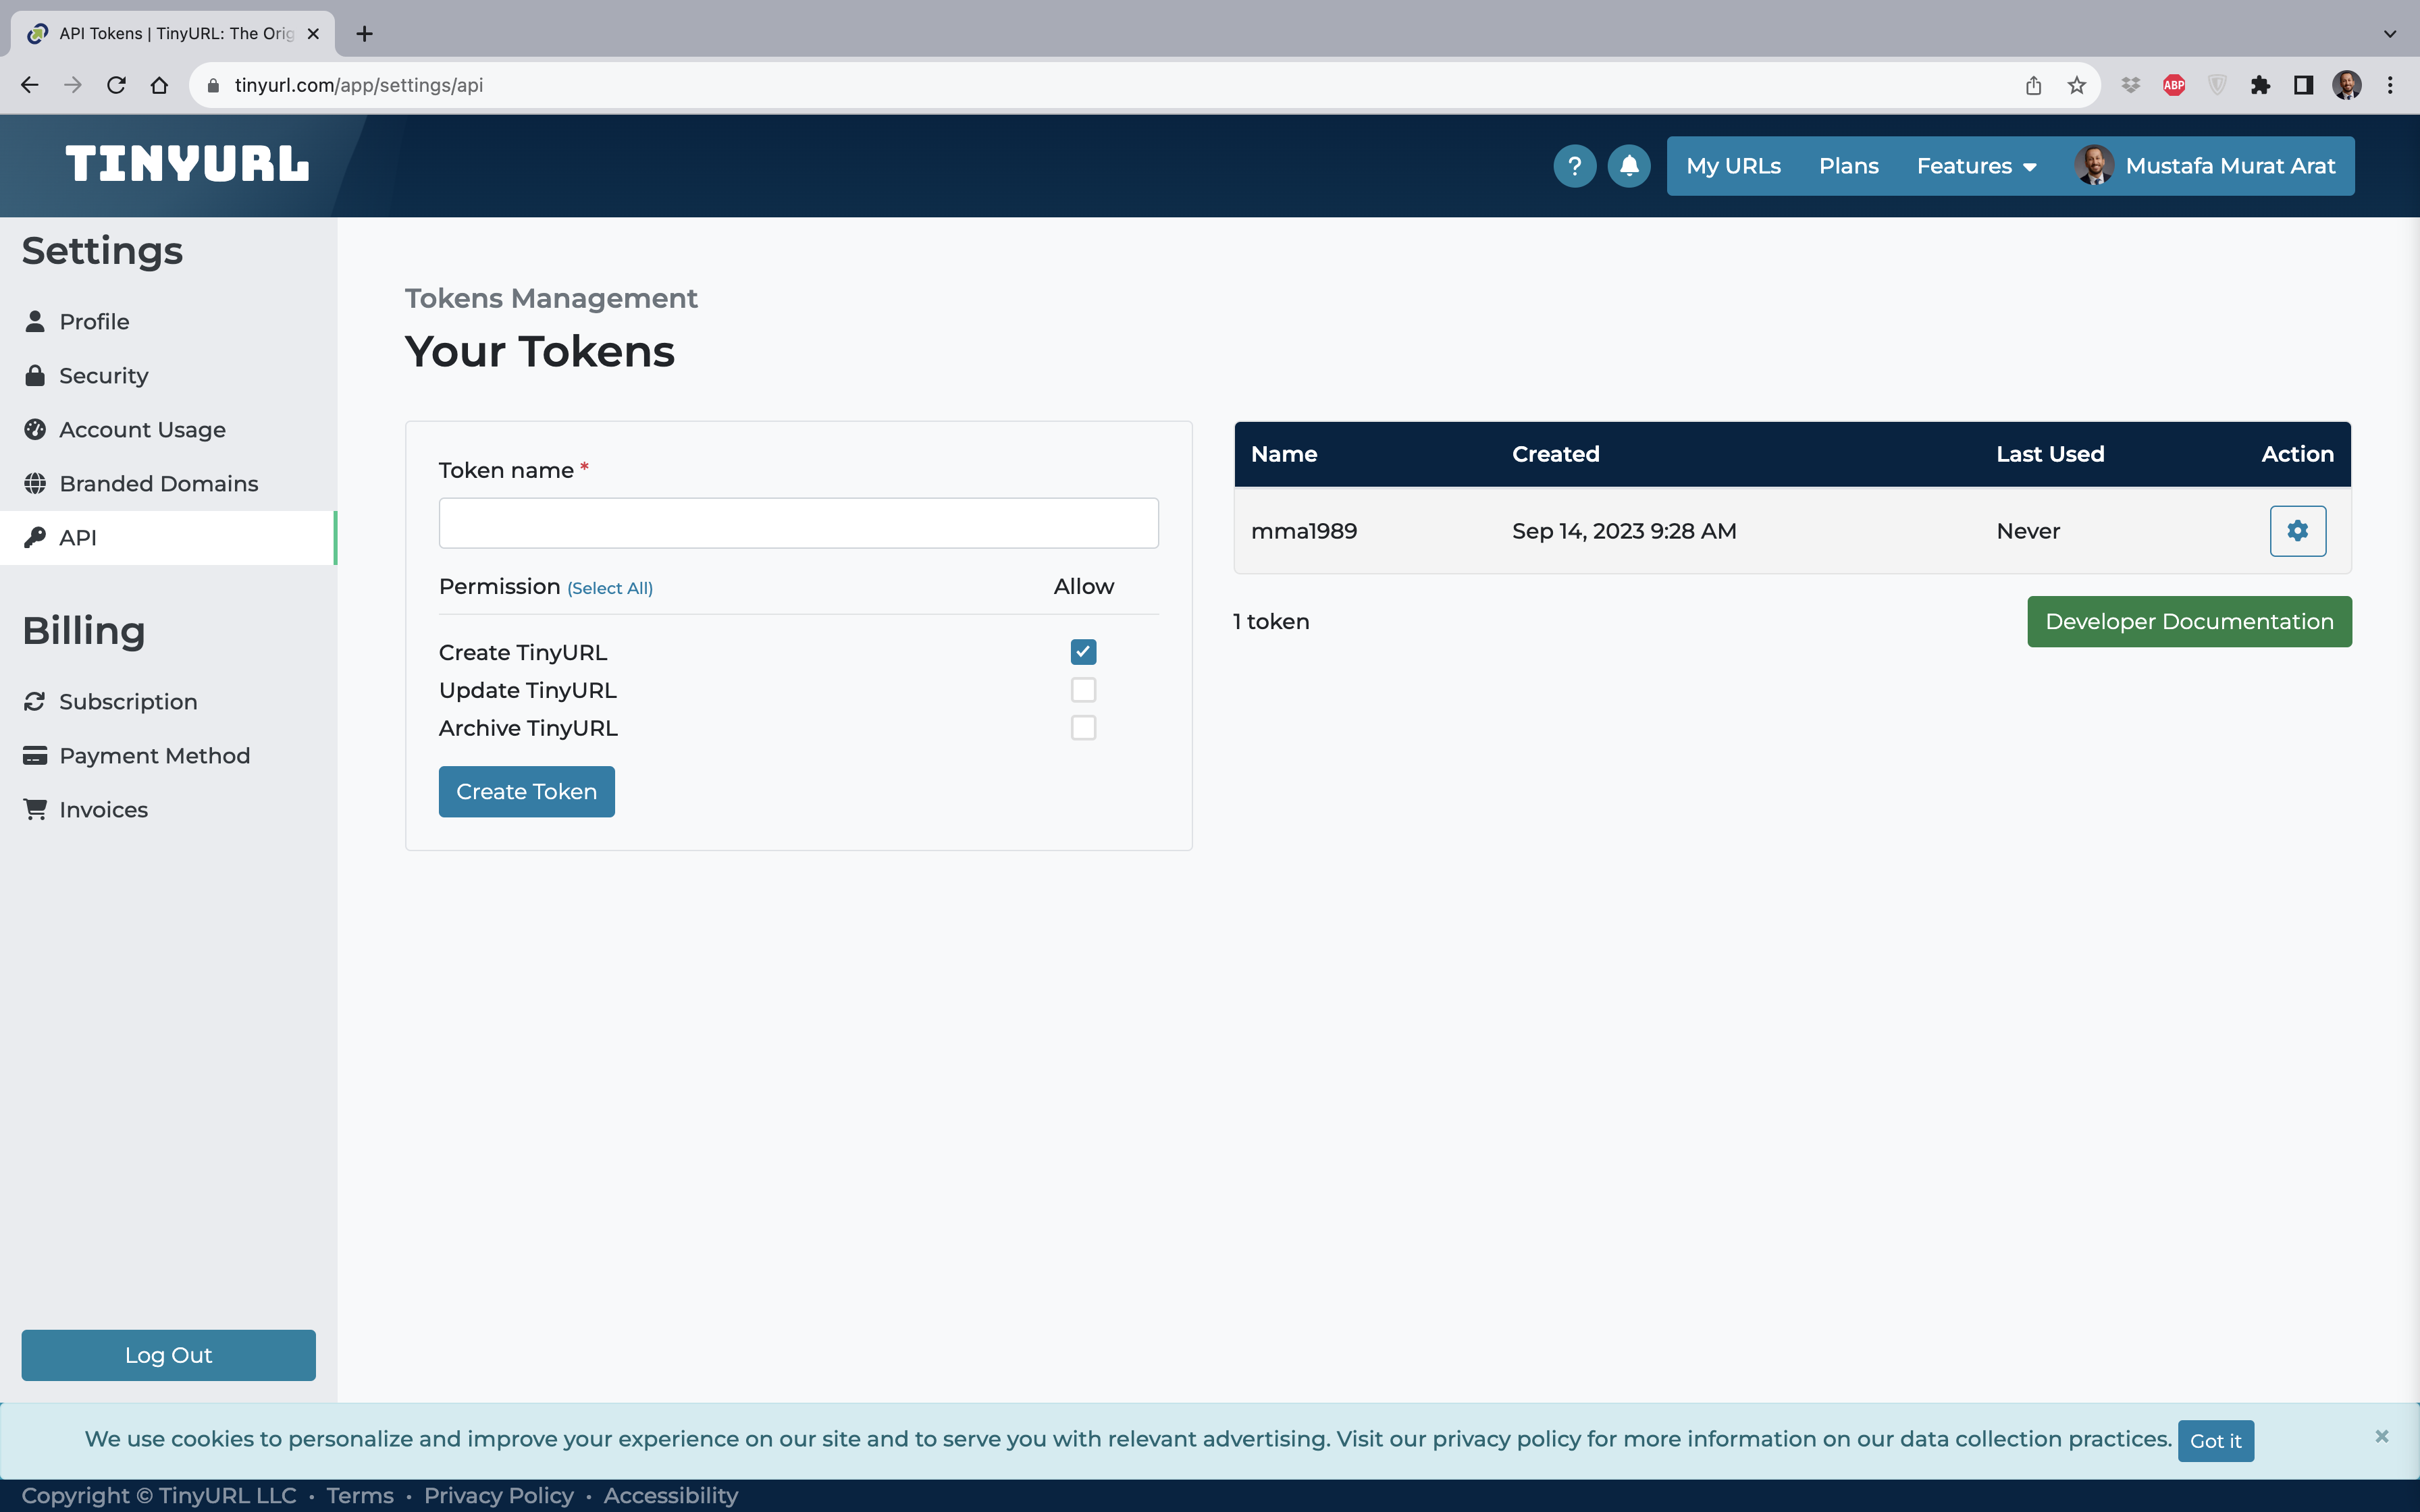 API Tokens | TinyURL: The Orig
tinyurl.com/app/settings/api
ABP
TINYURL
?
My URLs
Plans
Features
Mustafa Murat Arat
Settings
Profile
Security
Account Usage
Branded Domains
API
Billing
Subscription
Payment Method
Invoices
Log Out
Tokens Management
Your Tokens
Token name *
Permission (Select All) Allow
Create TinyURL
Update TinyURL
Archive TinyURL
Create Token
Name Created Last Used Action
mma1989 Sep 14, 2023 9:28 AM Never
1 token
Developer Documentation
We use cookies to personalize and improve your experience on our site and to serve you with relevant advertising. Visit our privacy policy for more information on our data collection practices. Got it
Copyright © TinyURL LLC • Terms • Privacy Policy • Accessibility